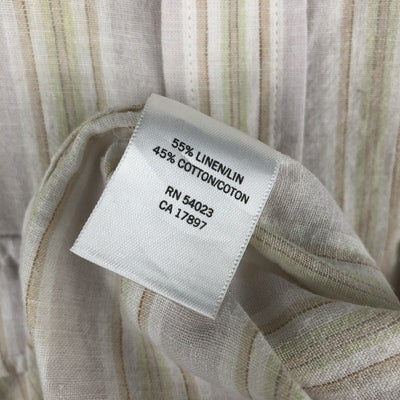 55% LINEN/LIN
45% COTTON/COTON
RN 54023
CA 17897